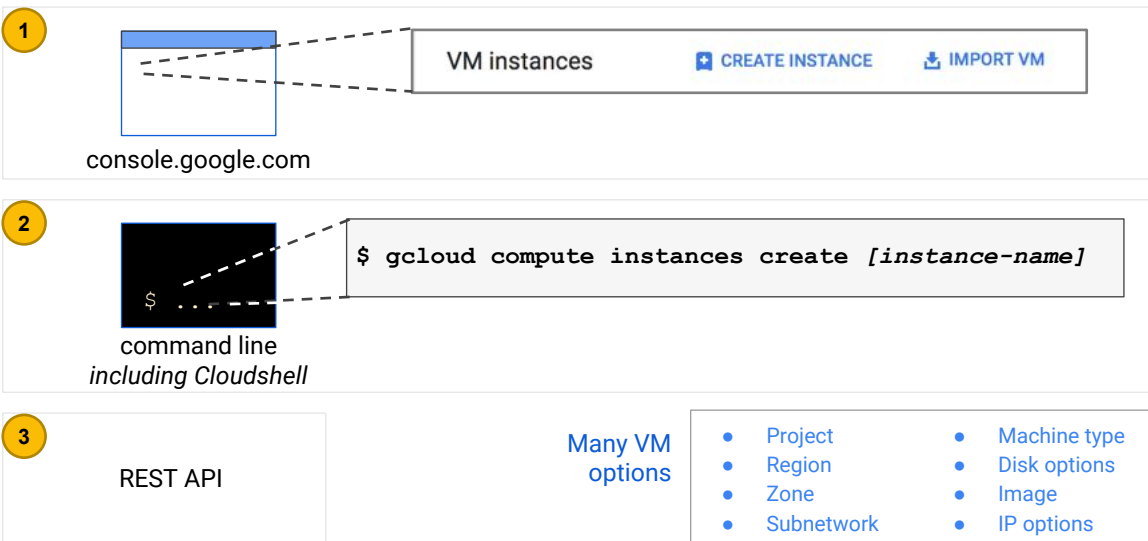 1
VM instances
CREATE INSTANCE
IMPORT VM
console.google.com
2
$ gcloud compute instances create [instance-name]
$ ...
command line
including Cloudshell
3
REST API
Many VM
options
● Project
● Region
● Zone
● Subnetwork
● Machine type
● Disk options
● Image
● IP options